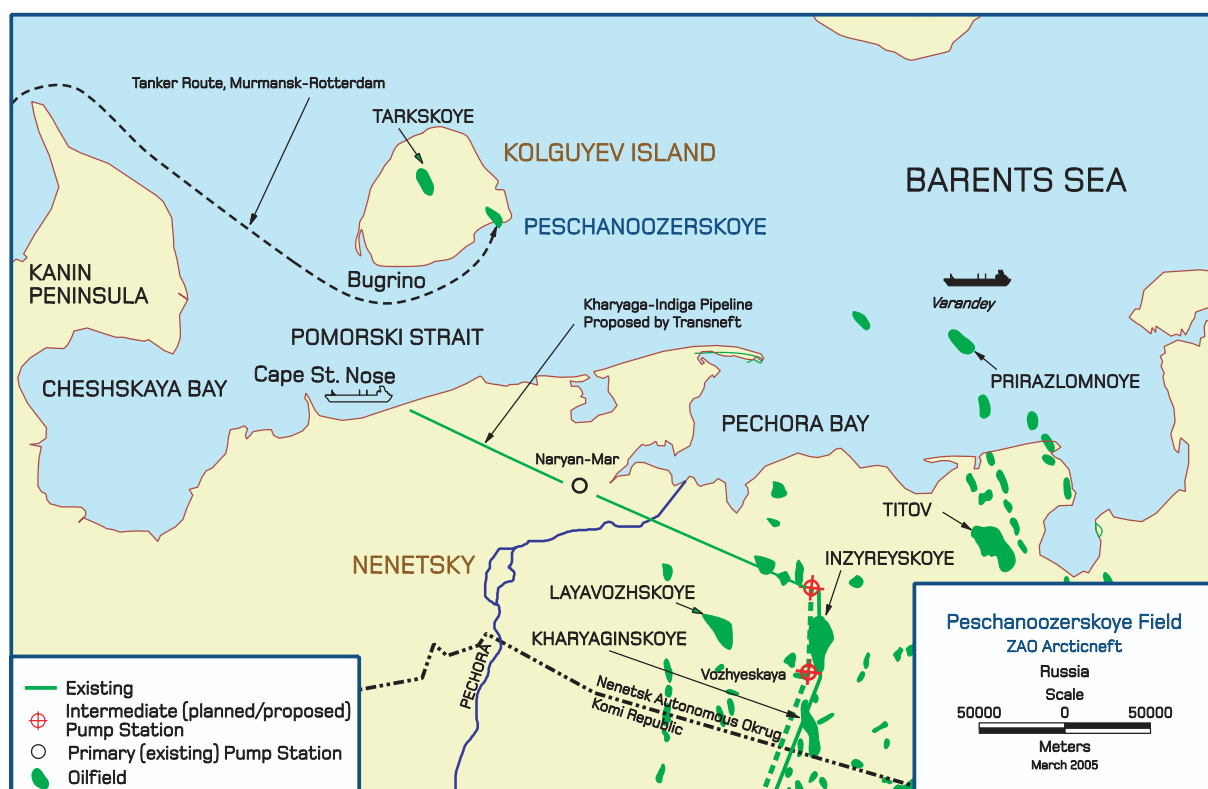 Tanker Route, Murmansk-Rotterdam
TARKSKOYE
KOLGUYEV ISLAND
BARENTS SEA
PESCHANOOZERSKOYE
KANIN
PENINSULA
Bugrino
Varandey
Kharyaga-Indiga Pipeline
Proposed by Transneft
POMORSKI STRAIT
Cape St. Nose
CHESHSKAYA BAY
PRIRAZLOMNOYE
PECHORA BAY
Naryan-Mar
TITOV
NENETSKY
INZYREYSKOYE
LAYAVOZHSKOYE
KHARYAGINSKOYE
Vozhyeskaya
PECHORA
Nenetsk Autonomous Okrug
Komi Republic
Existing
Intermediate (planned/proposed)
Pump Station
Primary (existing) Pump Station
Oilfield
Peschanoozerskoye Field
ZAO Arcticneft
Russia
Scale
50000 0 50000
Meters
March 2005